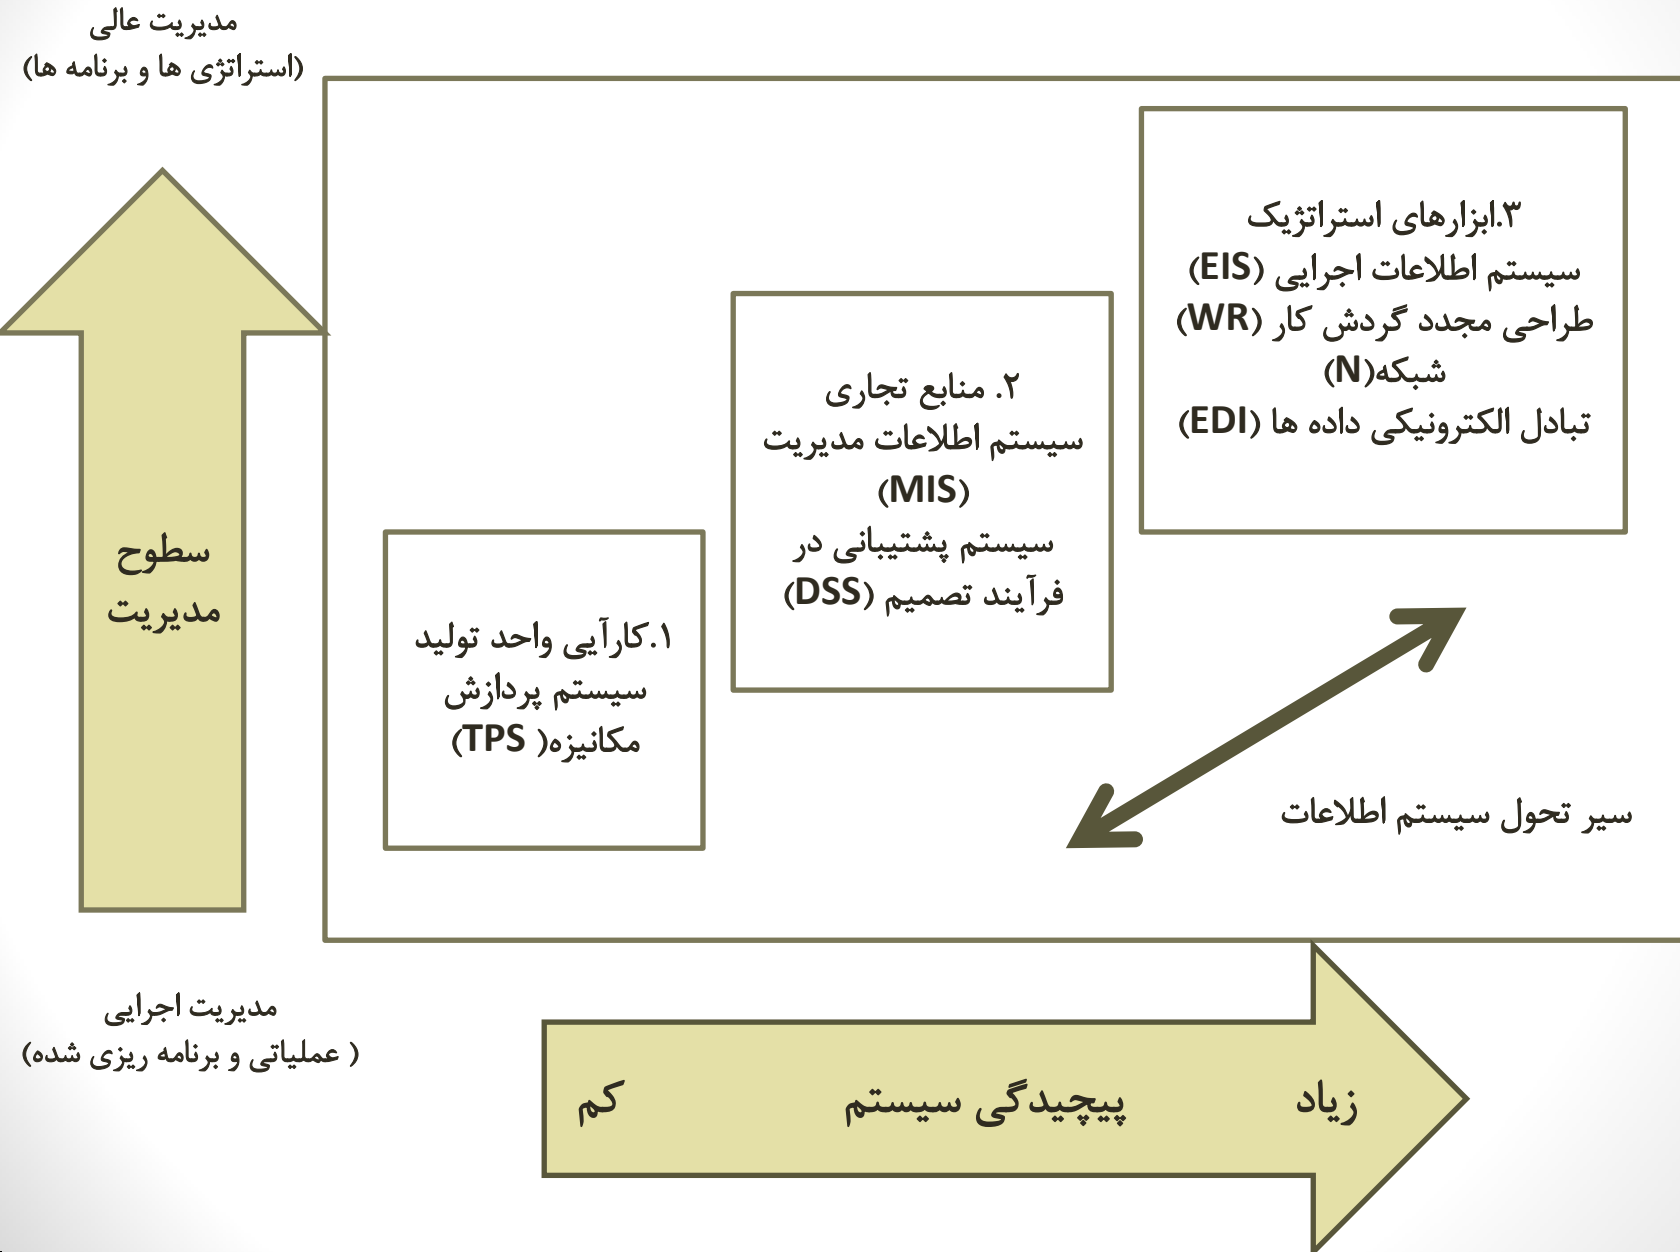 مدیریت عالی
(استراتژی ها و برنامه ها)
۳.ابزارهای استراتژیک
سیستم اطلاعات اجرایی (EIS)
طراحی مجدد گردش کار (WR)
شبکه(N)
تبادل الکترونیکی داده ها (EDI)
۲. منابع تجاری
سیستم اطلاعات مدیریت
(MIS)
سیستم پشتیبانی در
فرآیند تصمیم (DSS)
۱.کارآیی واحد تولید
سیستم پردازش
مکانیزه( TPS)
سطوح
مدیریت
سیر تحول سیستم اطلاعات
مدیریت اجرایی
( عملیاتی و برنامه ریزی شده)
کم پیچیدگی سیستم زیاد